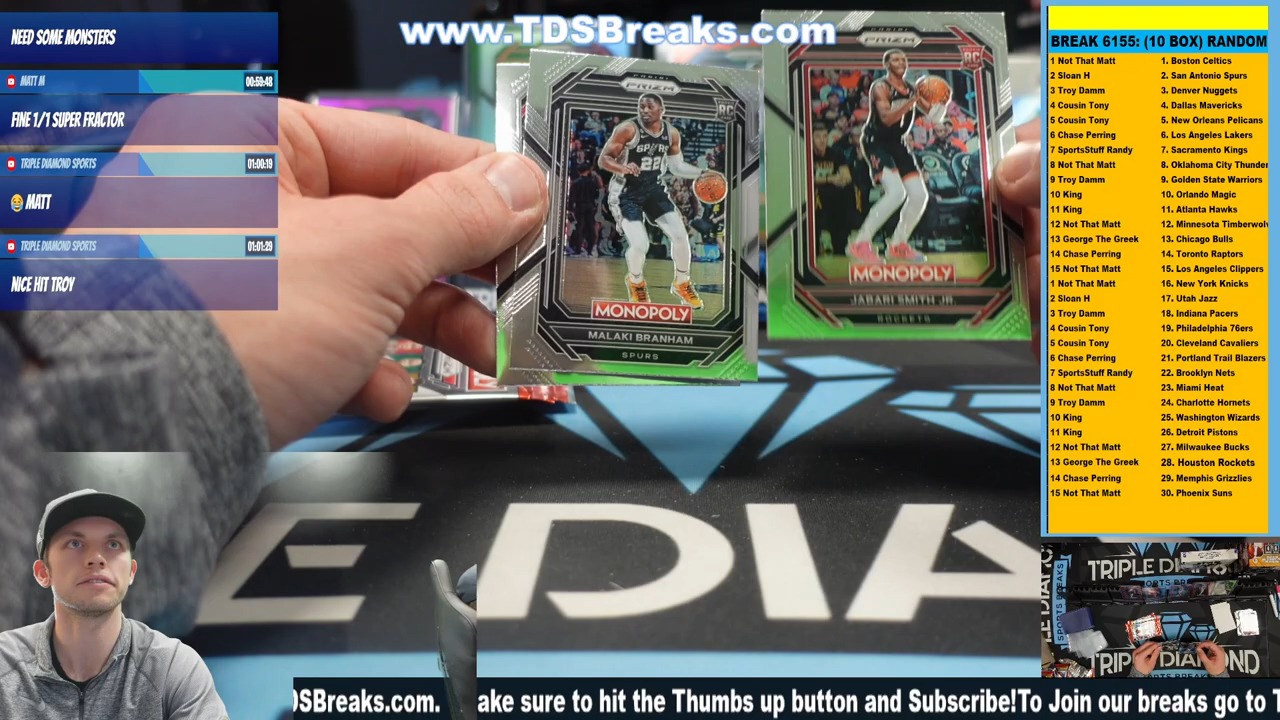 NEED SOME MONSTERS
MATT M
00:59:48
FINE 1/1 SUPER FRACTOR
TRIPLE DIAMOND SPORTS
01:00:19
😂 MATT
TRIPLE DIAMOND SPORTS
01:01:29
NICE HIT TROY
www.TDSBreaks.com
PANINI
PRIZM
RC
SPURS
22
MONOPOLY
MALAKI BRANHAM
SPURS
PRIZM
RC
MONOPOLY
JABARI SMITH JR.
ROCKETS
E DIA
BREAK 6155: (10 BOX) RANDOM
1 Not That Matt 1. Boston Celtics
2 Sloan H 2. San Antonio Spurs
3 Troy Damm 3. Denver Nuggets
4 Cousin Tony 4. Dallas Mavericks
5 Cousin Tony 5. New Orleans Pelicans
6 Chase Perring 6. Los Angeles Lakers
7 SportsStuff Randy 7. Sacramento Kings
8 Not That Matt 8. Oklahoma City Thunder
9 Troy Damm 9. Golden State Warriors
10 King 10. Orlando Magic
11 King 11. Atlanta Hawks
12 Not That Matt 12. Minnesota Timberwolv
13 George The Greek 13. Chicago Bulls
14 Chase Perring 14. Toronto Raptors
15 Not That Matt 15. Los Angeles Clippers
1 Not That Matt 16. New York Knicks
2 Sloan H 17. Utah Jazz
3 Troy Damm 18. Indiana Pacers
4 Cousin Tony 19. Philadelphia 76ers
5 Cousin Tony 20. Cleveland Cavaliers
6 Chase Perring 21. Portland Trail Blazers
7 SportsStuff Randy 22. Brooklyn Nets
8 Not That Matt 23. Miami Heat
9 Troy Damm 24. Charlotte Hornets
10 King 25. Washington Wizards
11 King 26. Detroit Pistons
12 Not That Matt 27. Milwaukee Bucks
13 George The Greek 28. Houston Rockets
14 Chase Perring 29. Memphis Grizzlies
15 Not That Matt 30. Phoenix Suns
TRIPLE DIAMOND
SPORTS BREAKS
TRIPLE DIAMOND
DSBreaks.com. ake sure to hit the Thumbs up button and Subscribe!To Join our breaks go to T